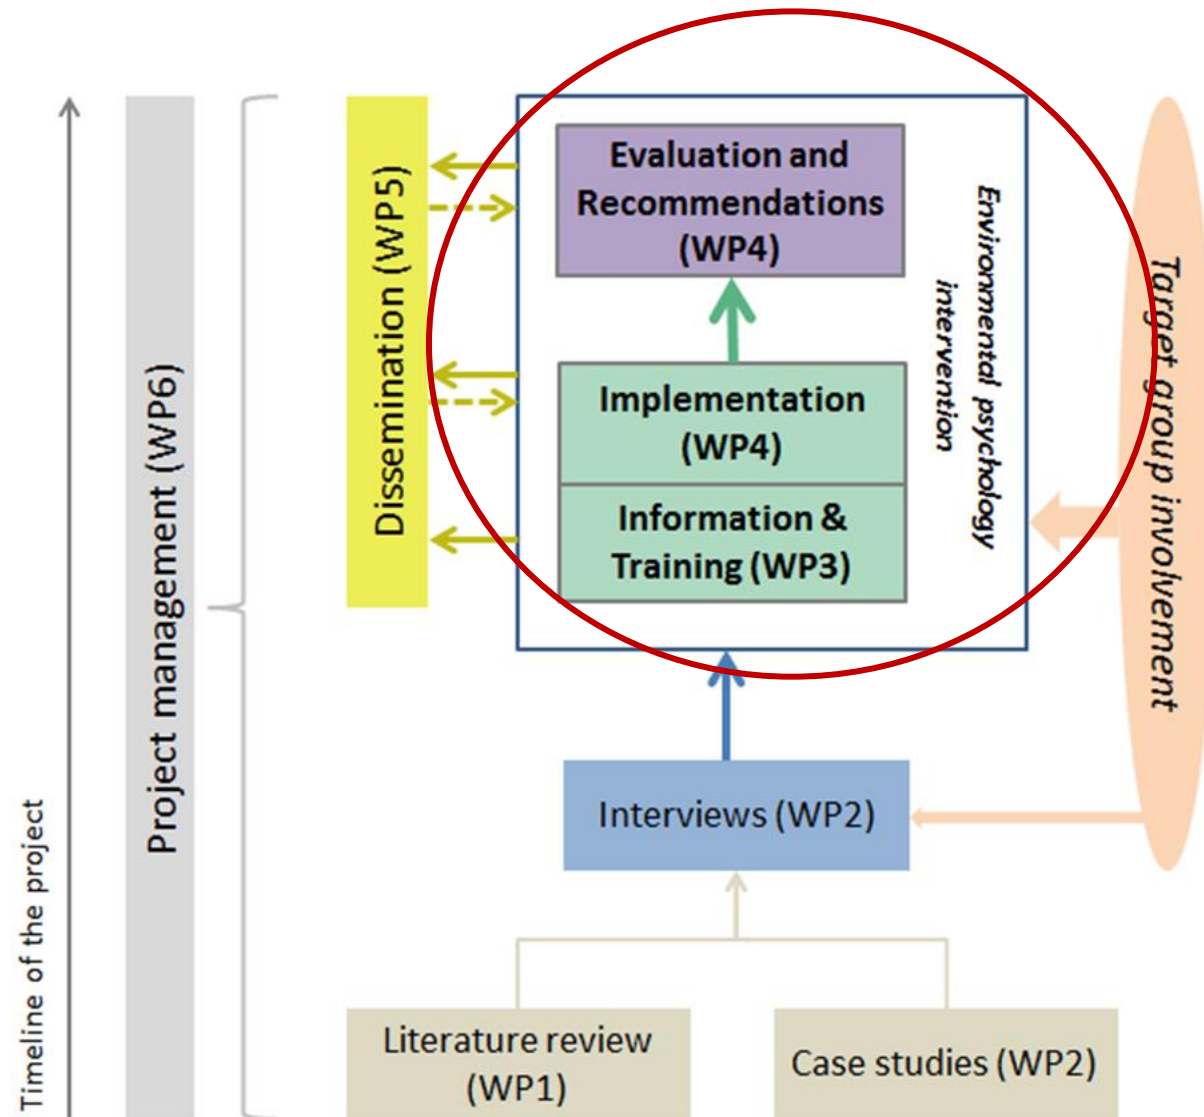 Evaluation and
Recommendations
(WP4)
Environmental psychology
intervention
Target group involvement
Dissemination (WP5)
Project management (WP6)
Implementation
(WP4)
Information &
Training (WP3)
Interviews (WP2)
Timeline of the project
Literature review
(WP1)
Case studies (WP2)